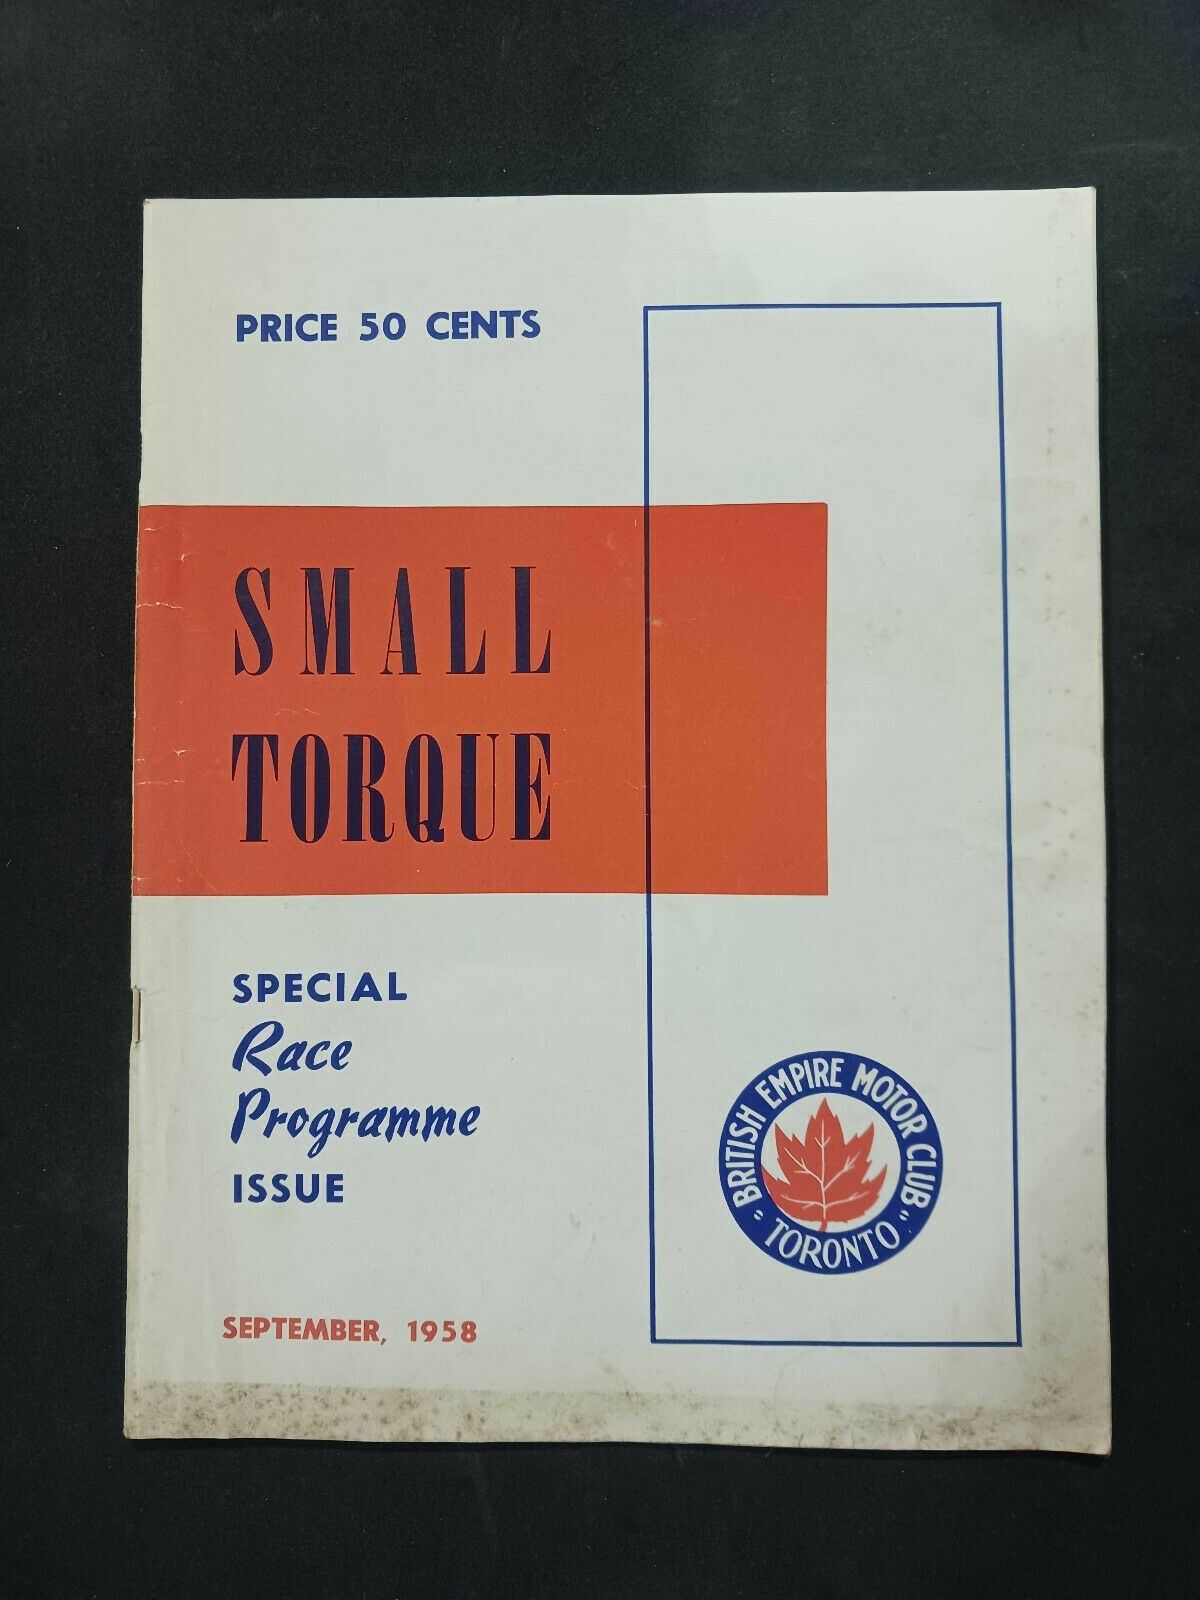 PRICE 50 CENTS
SMALL
TORQUE
SPECIAL
Race
Programme
ISSUE
SEPTEMBER, 1958
BRITISH EMPIRE MOTOR CLUB
"TORONTO"